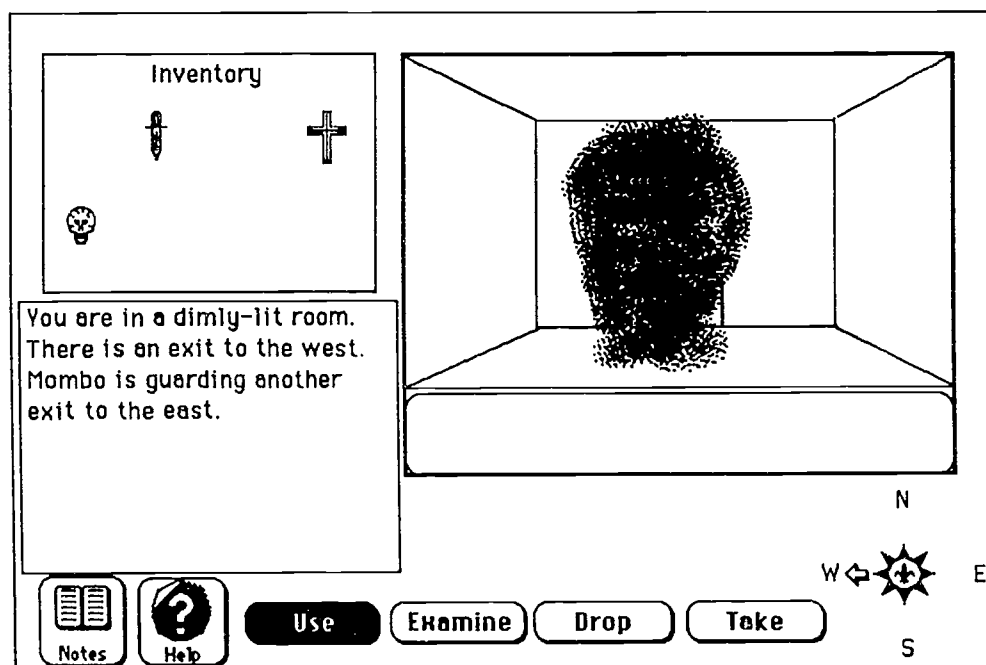 Inventory
You are in a dimly-lit room.
There is an exit to the west.
Mombo is guarding another
exit to the east.
N
W
E
S
Notes
Help
Use
Examine
Drop
Take